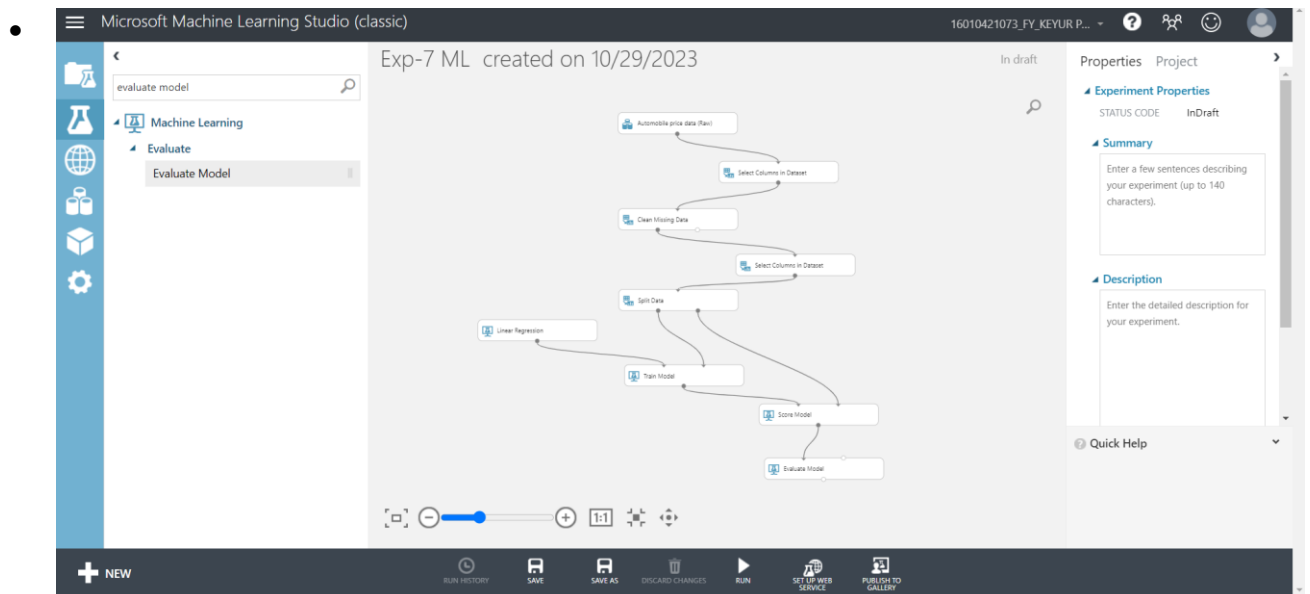 Microsoft Machine Learning Studio (classic)
16010421073_FY_KEYUR P...
evaluate model
Machine Learning
Evaluate
Evaluate Model
Exp-7 ML created on 10/29/2023
In draft
Automobile price data (Raw)
Select Columns in Dataset
Clean Missing Data
Select Columns in Dataset
Split Data
Linear Regression
Train Model
Score Model
Evaluate Model
1:1
Properties Project
Experiment Properties
STATUS CODE InDraft
Summary
Enter a few sentences describing
your experiment (up to 140
characters).
Description
Enter the detailed description for
your experiment.
Quick Help
NEW
RUN HISTORY
SAVE
SAVE AS
DISCARD CHANGES
RUN
SET UP WEB
SERVICE
PUBLISH TO
GALLERY